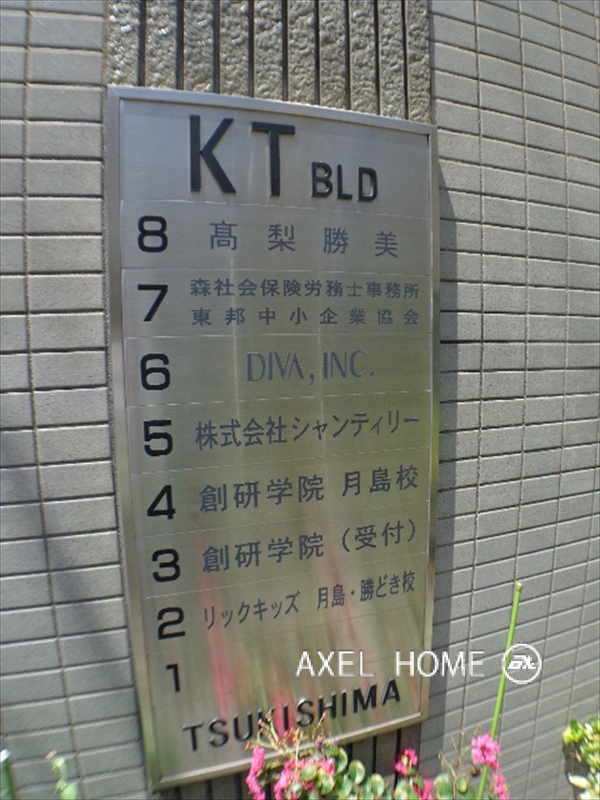 KT BLD
8 髙梨勝美
7 森社会保険労務士事務所
東邦中小企業協会
6 DIVA, INC.
5 株式会社シャンティリー
4 創研学院 月島校
3 創研学院（受付）
2 リックキッズ 月島・勝どき校
1
TSUKISHIMA
AXEL HOME